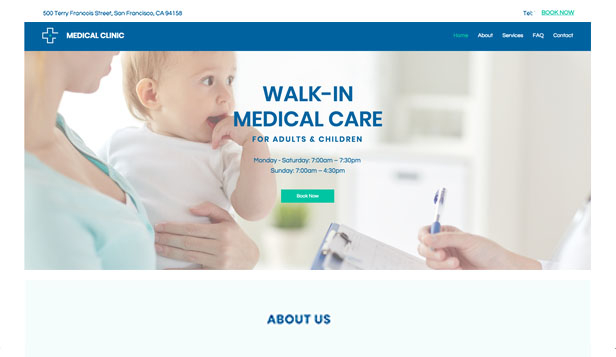 500 Terry Francois Street, San Francisco, CA 94158
Tel: BOOK NOW
MEDICAL CLINIC
Home About Services FAQ Contact
WALK-IN
MEDICAL CARE
FOR ADULTS & CHILDREN
Monday - Saturday: 7:00am – 7:30pm
Sunday: 7:00am – 4:30pm
Book Now
ABOUT US